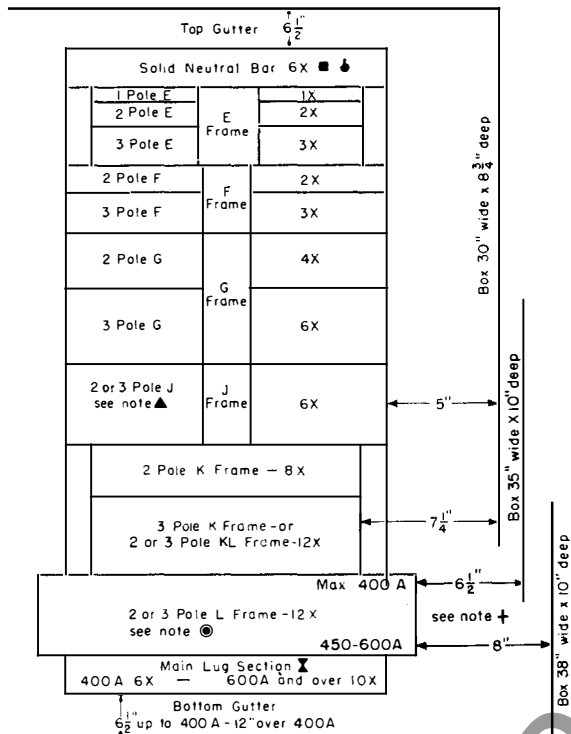 Top Gutter 6 1/2"
Solid Neutral Bar 6X
1 Pole E
1X
2 Pole E
2X
E Frame
3 Pole E
3X
2 Pole F
2X
F Frame
3 Pole F
3X
2 Pole G
4X
G Frame
3 Pole G
6X
2 or 3 Pole J
see note ▲
J Frame
6X
5"
2 Pole K Frame - 8X
3 Pole K Frame-or
2 or 3 Pole KL Frame-12X
7 1/4"
Max 400 A
6 1/2"
2 or 3 Pole L Frame-12X
see note ◉
see note +
450-600A
8"
Main Lug Section
400 A 6X — 600A and over 10X
Bottom Gutter
6 1/2" up to 400 A - 12" over 400A
Box 30" wide x 8 3/4" deep
Box 35" wide X 10" deep
Box 38" wide x 10" deep